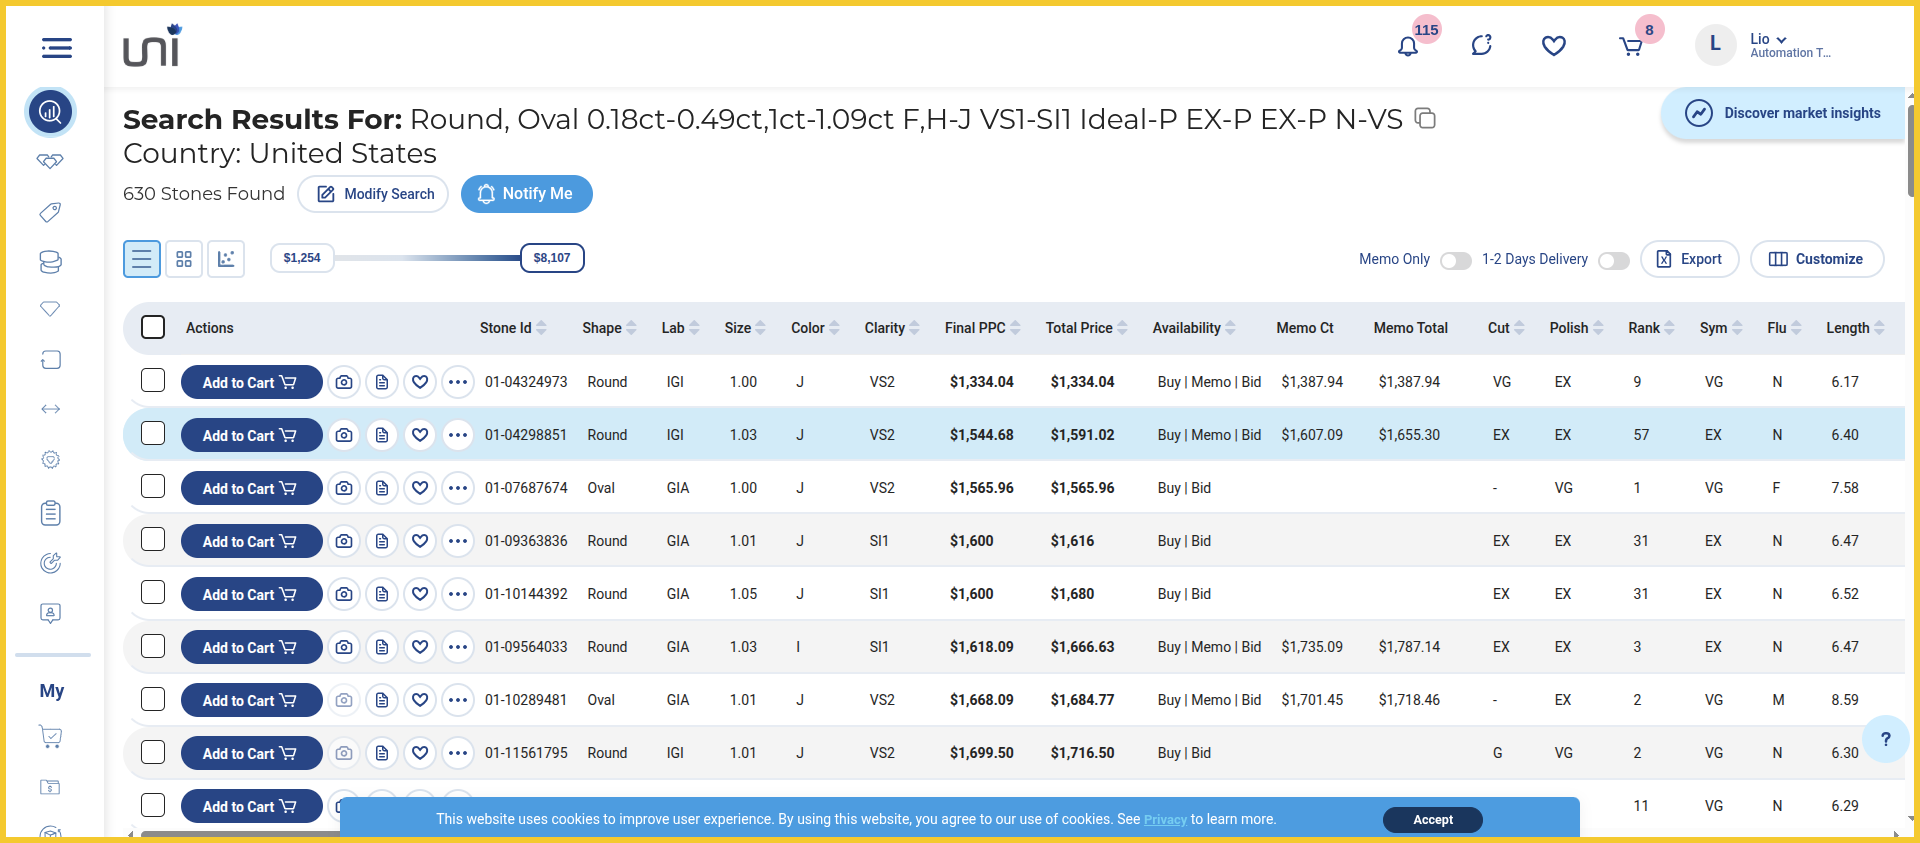 uni
115
8
L
Lio
Automation T...
Search Results For: Round, Oval 0.18ct-0.49ct,1ct-1.09ct F,H-J VS1-SI1 Ideal-P EX-P EX-P N-VS
Country: United States
Discover market insights
630 Stones Found
Modify Search
Notify Me
$1,254
$8,107
Memo Only
1-2 Days Delivery
Export
Customize
Actions Stone Id Shape Lab Size Color Clarity Final PPC Total Price Availability Memo Ct Memo Total Cut Polish Rank Sym Flu Length
Add to Cart 01-04324973 Round IGI 1.00 J VS2 $1,334.04 $1,334.04 Buy | Memo | Bid $1,387.94 $1,387.94 VG EX 9 VG N 6.17
Add to Cart 01-04298851 Round IGI 1.03 J VS2 $1,544.68 $1,591.02 Buy | Memo | Bid $1,607.09 $1,655.30 EX EX 57 EX N 6.40
Add to Cart 01-07687674 Oval GIA 1.00 J VS2 $1,565.96 $1,565.96 Buy | Bid - VG 1 VG F 7.58
Add to Cart 01-09363836 Round GIA 1.01 J SI1 $1,600 $1,616 Buy | Bid EX EX 31 EX N 6.47
Add to Cart 01-10144392 Round GIA 1.05 J SI1 $1,600 $1,680 Buy | Bid EX EX 31 EX N 6.52
Add to Cart 01-09564033 Round GIA 1.03 I SI1 $1,618.09 $1,666.63 Buy | Memo | Bid $1,735.09 $1,787.14 EX EX 3 EX N 6.47
Add to Cart 01-10289481 Oval GIA 1.01 J VS2 $1,668.09 $1,684.77 Buy | Memo | Bid $1,701.45 $1,718.46 - EX 2 VG M 8.59
Add to Cart 01-11561795 Round IGI 1.01 J VS2 $1,699.50 $1,716.50 Buy | Bid G VG 2 VG N 6.30
Add to Cart 11 VG N 6.29
My
?
This website uses cookies to improve user experience. By using this website, you agree to our use of cookies. See Privacy to learn more.
Accept